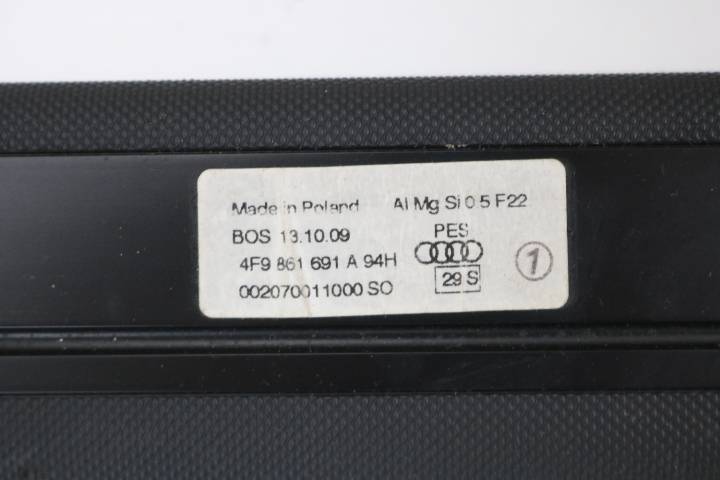 Made in Poland Al Mg Si 0.5 F22
BOS 13.10.09 PES
4F9 861 691 A 94H
002070011000 SO 29 S
1